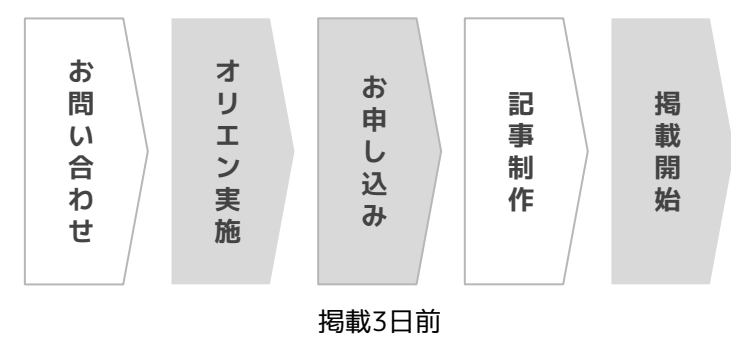 お問い合わせ
オリエン実施
お申し込み
記事制作
掲載開始
掲載3日前